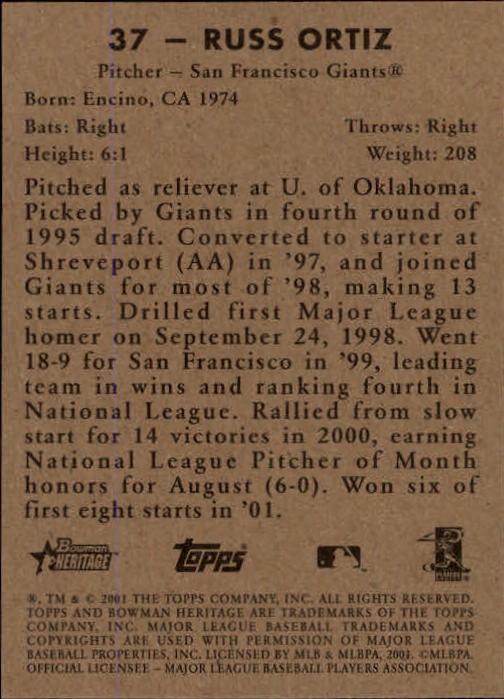 37 – RUSS ORTIZ
Pitcher – San Francisco Giants®
Born: Encino, CA 1974
Bats: Right Throws: Right
Height: 6:1 Weight: 208
Pitched as reliever at U. of Oklahoma.
Picked by Giants in fourth round of
1995 draft. Converted to starter at
Shreveport (AA) in '97, and joined
Giants for most of '98, making 13
starts. Drilled first Major League
homer on September 24, 1998. Went
18-9 for San Francisco in '99, leading
team in wins and ranking fourth in
National League. Rallied from slow
start for 14 victories in 2000, earning
National League Pitcher of Month
honors for August (6-0). Won six of
first eight starts in '01.
Bowman
HERITAGE
TOPPS
®, TM & © 2001 THE TOPPS COMPANY, INC. ALL RIGHTS RESERVED.
TOPPS AND BOWMAN HERITAGE ARE TRADEMARKS OF THE TOPPS
COMPANY, INC. MAJOR LEAGUE BASEBALL TRADEMARKS AND
COPYRIGHTS ARE USED WITH PERMISSION OF MAJOR LEAGUE
BASEBALL PROPERTIES, INC. LICENSED BY MLB & MLBPA, 2001. ©MLBPA.
OFFICIAL LICENSEE – MAJOR LEAGUE BASEBALL PLAYERS ASSOCIATION.